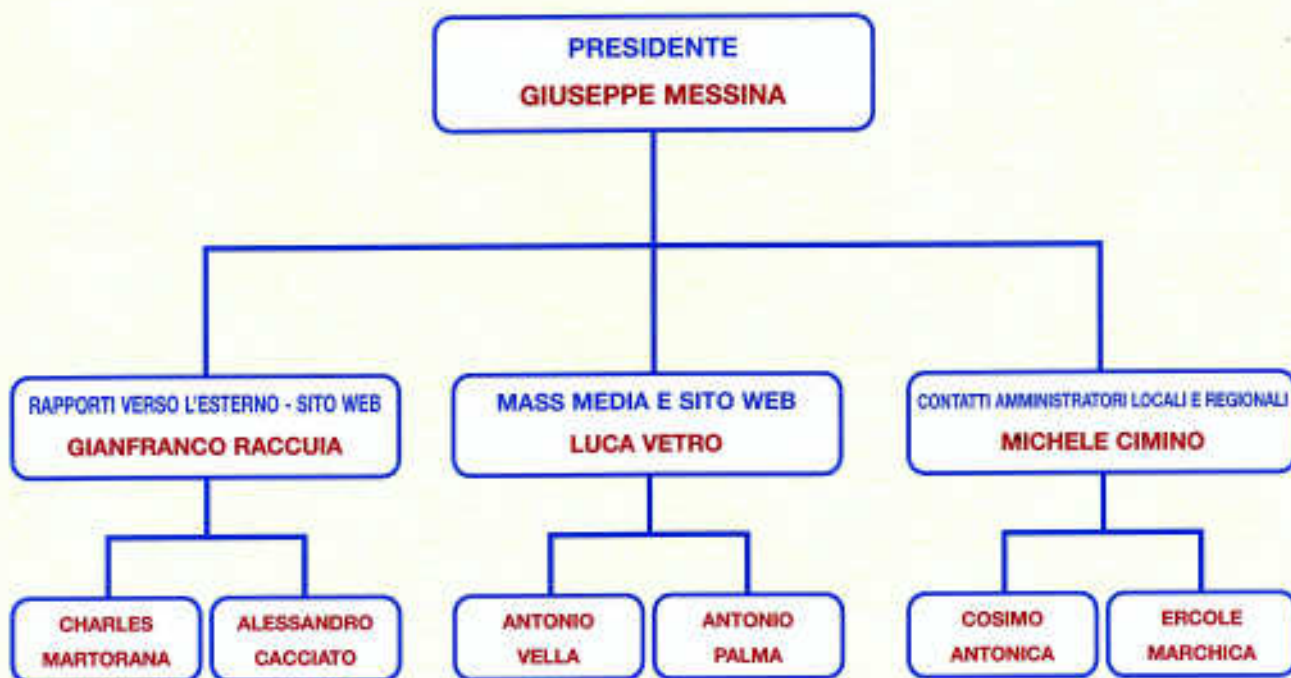 PRESIDENTE
GIUSEPPE MESSINA
RAPPORTI VERSO L'ESTERNO - SITO WEB
GIANFRANCO RACCUIA
MASS MEDIA E SITO WEB
LUCA VETRO
CONTATTI AMMINISTRATORI LOCALI E REGIONALI
MICHELE CIMINO
CHARLES
MARTORANA
ALESSANDRO
CACCIATO
ANTONIO
VELLA
ANTONIO
PALMA
COSIMO
ANTONICA
ERCOLE
MARCHICA